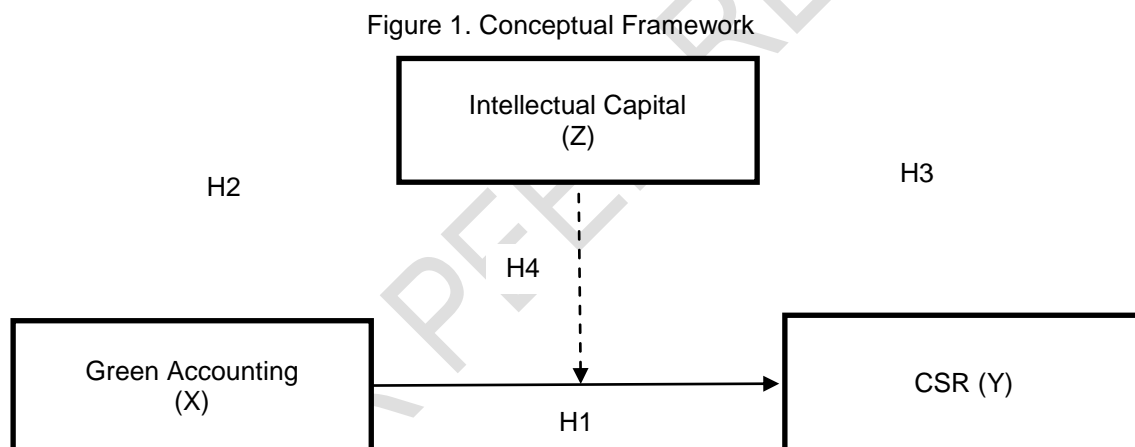 Figure 1. Conceptual Framework
Intellectual Capital
(Z)
H2
H3
H4
Green Accounting
(X)
CSR (Y)
H1